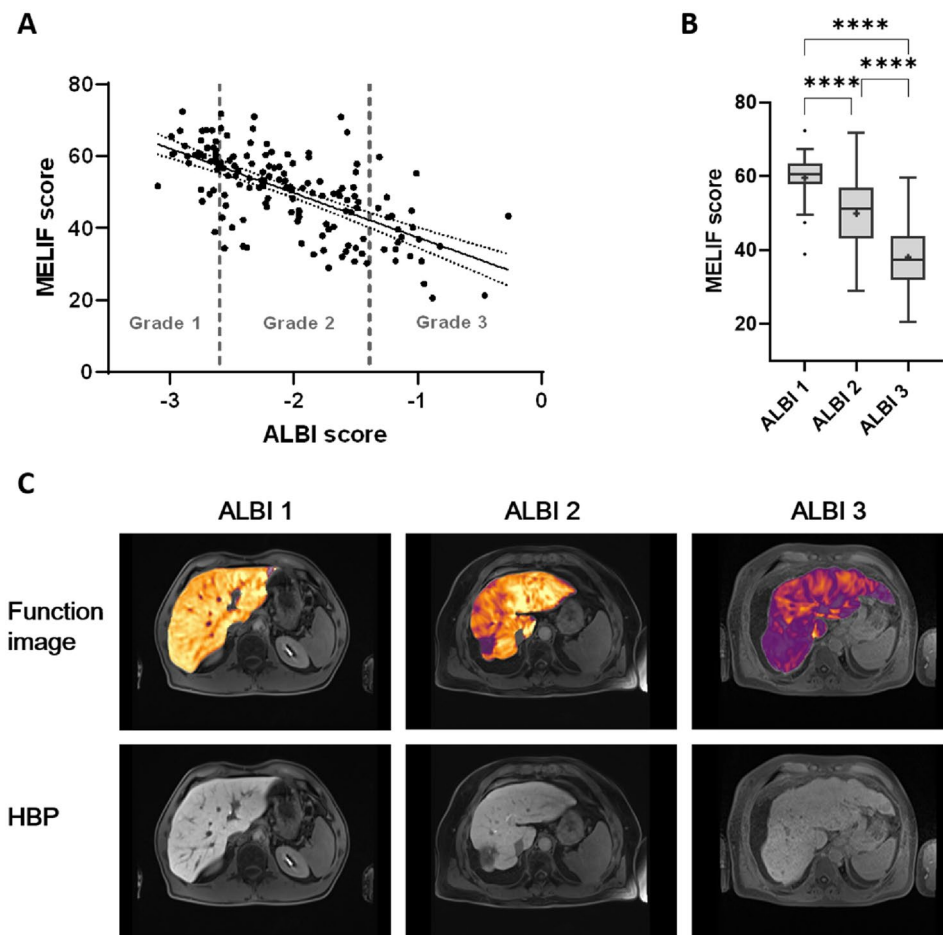 A
MELIF score
80
60
40
20
0
Grade 1
Grade 2
Grade 3
-3
-2
-1
0
ALBI score
B
****
****
****
MELIF score
80
60
40
20
ALBI 1
ALBI 2
ALBI 3
C
ALBI 1
ALBI 2
ALBI 3
Function
image
HBP